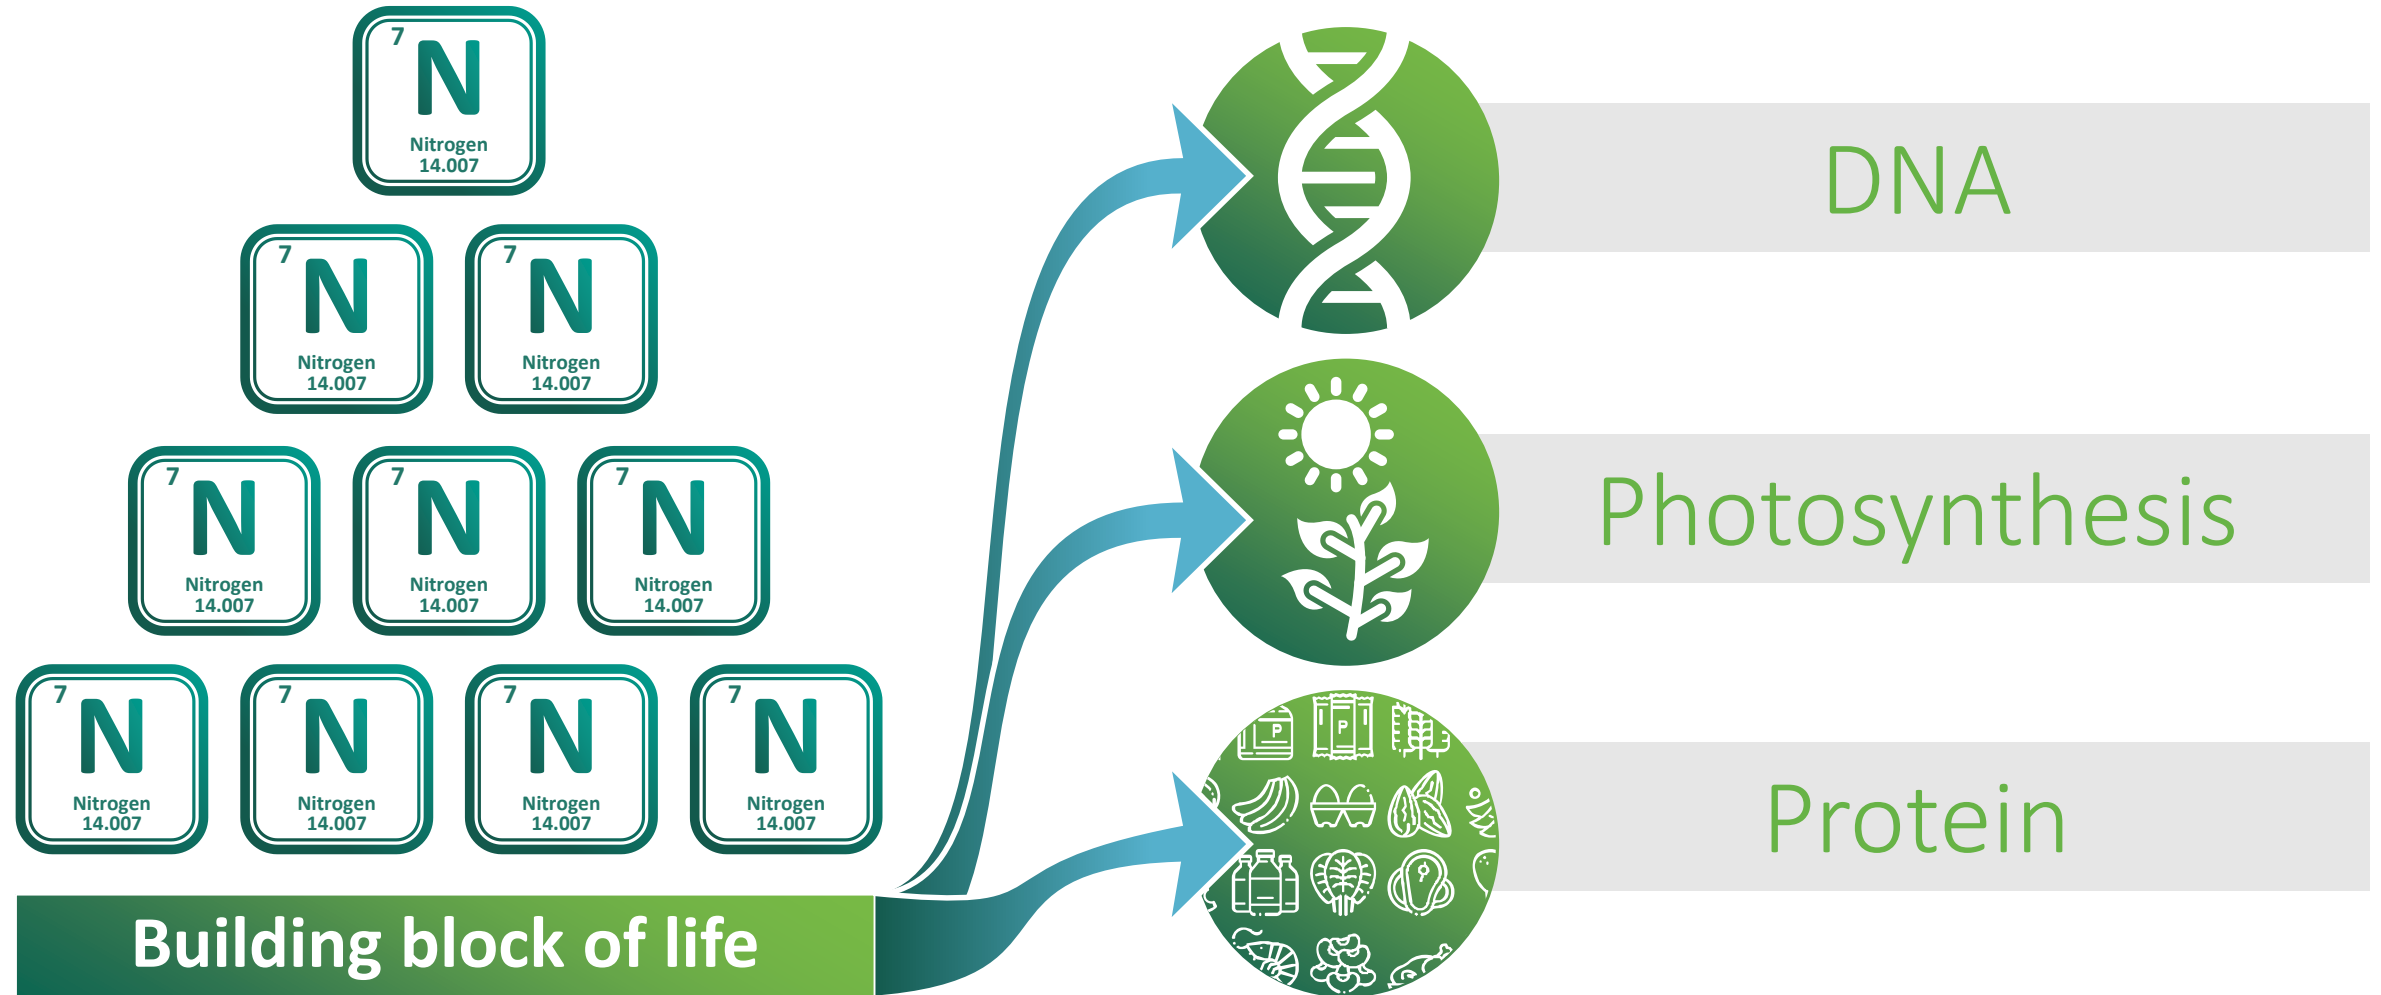 7
N
Nitrogen
14.007
7
N
Nitrogen
14.007
7
N
Nitrogen
14.007
7
N
Nitrogen
14.007
7
N
Nitrogen
14.007
7
N
Nitrogen
14.007
7
N
Nitrogen
14.007
7
N
Nitrogen
14.007
7
N
Nitrogen
14.007
7
N
Nitrogen
14.007
Building block of life
DNA
Photosynthesis
P
P
Protein